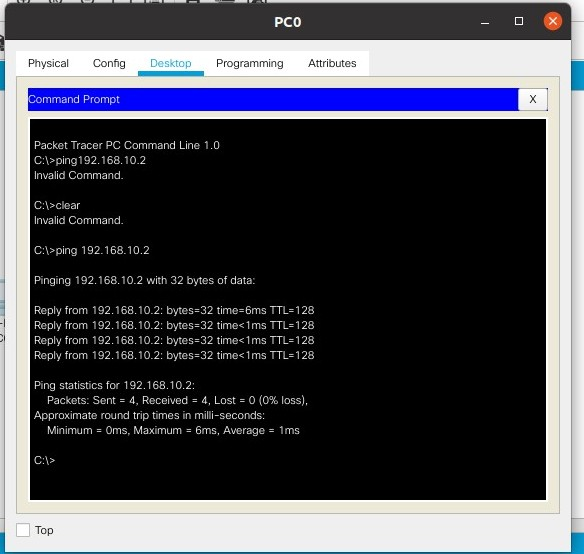 PC0
Physical Config Desktop Programming Attributes
Command Prompt X
Packet Tracer PC Command Line 1.0
C:\>ping192.168.10.2
Invalid Command.
C:\>clear
Invalid Command.
C:\>ping 192.168.10.2
Pinging 192.168.10.2 with 32 bytes of data:
Reply from 192.168.10.2: bytes=32 time=6ms TTL=128
Reply from 192.168.10.2: bytes=32 time<1ms TTL=128
Reply from 192.168.10.2: bytes=32 time<1ms TTL=128
Reply from 192.168.10.2: bytes=32 time<1ms TTL=128
Ping statistics for 192.168.10.2:
Packets: Sent = 4, Received = 4, Lost = 0 (0% loss),
Approximate round trip times in milli-seconds:
Minimum = 0ms, Maximum = 6ms, Average = 1ms
C:\>
Top